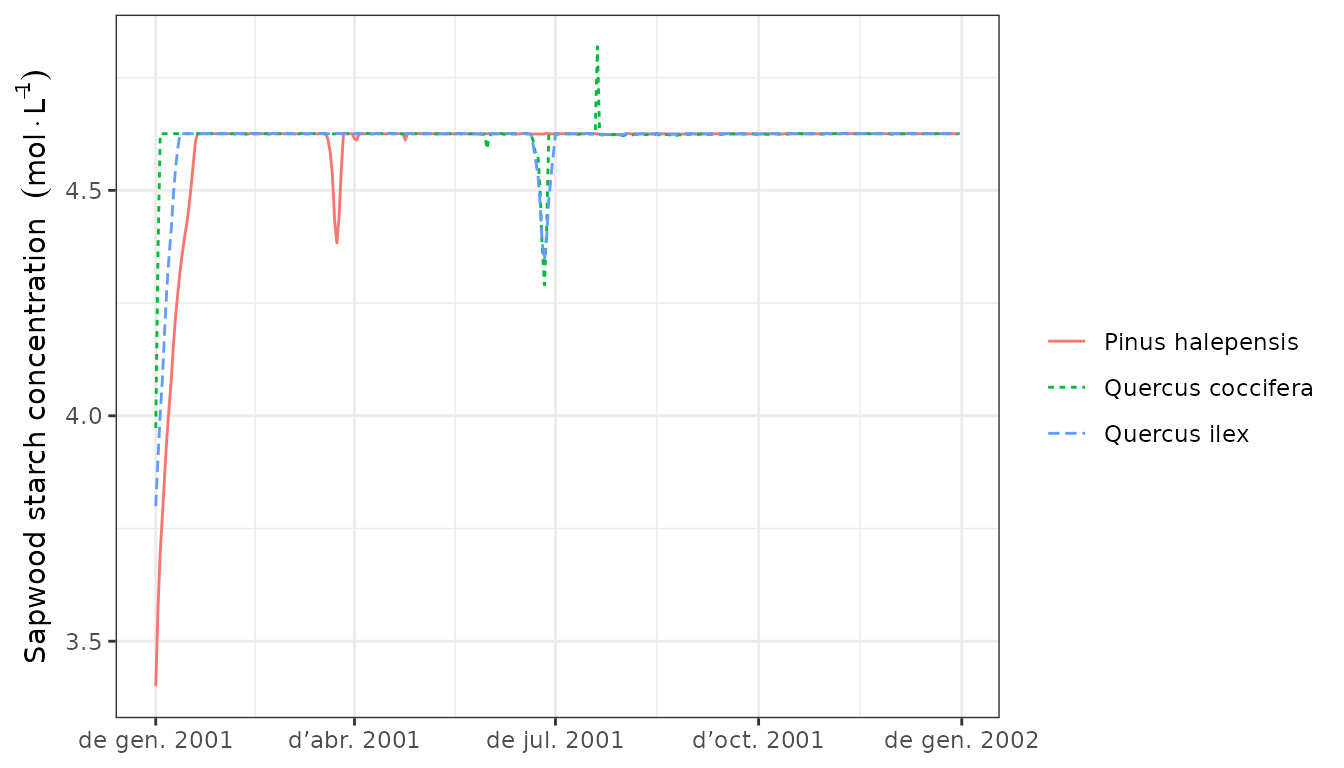 Sapwood starch concentration (mol·L⁻¹)
4.5
4.0
3.5
de gen. 2001
d’abr. 2001
de jul. 2001
d’oct. 2001
de gen. 2002
Pinus halepensis
Quercus coccifera
Quercus ilex